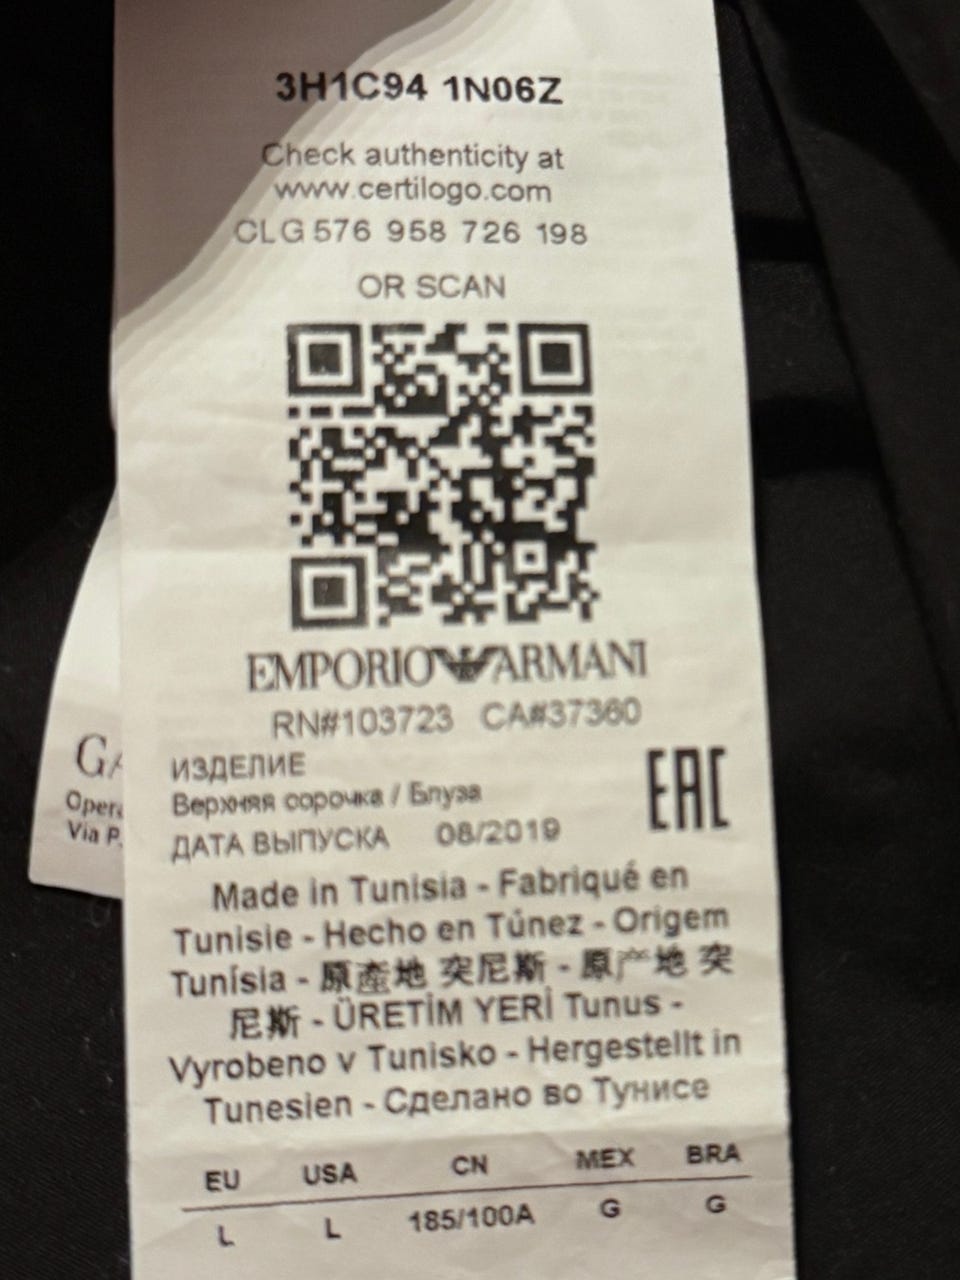 3H1C94 1N06Z
Check authenticity at
www.certilogo.com
CLG 576 958 726 198
OR SCAN
EMPORIO ARMANI
RN#103723 CA#37360
ИЗДЕЛИЕ
Верхняя сорочка / Блуза
ДАТА ВЫПУСКА 08/2019
EAC
Made in Tunisia - Fabriqué en
Tunisie - Hecho en Túnez - Origem
Tunísia - 原產地 突尼斯 - 原产地 突
尼斯 - ÜRETİM YERİ Tunus -
Vyrobeno v Tunisko - Hergestellt in
Tunesien - Сделано во Тунисе
EU USA CN MEX BRA
L L 185/100A G G
Via P.